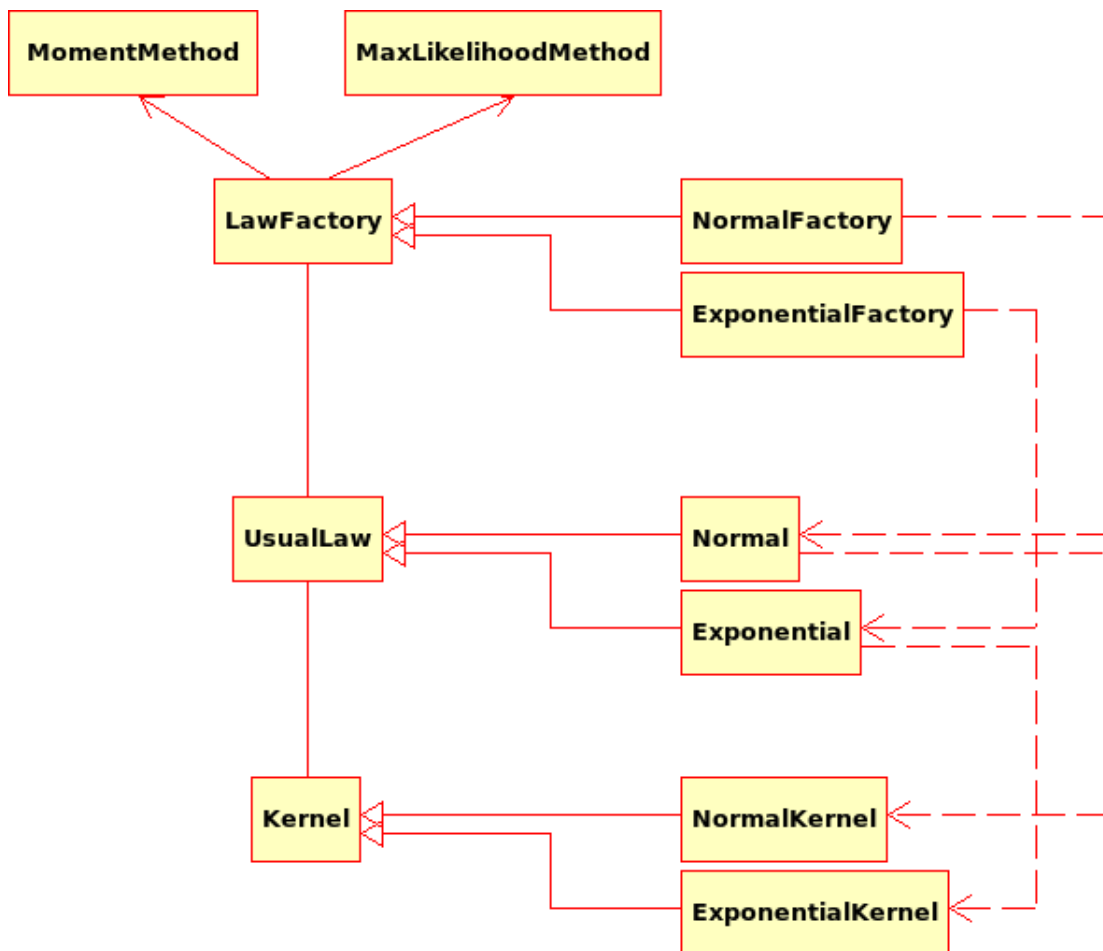 MomentMethod
MaxLikelihoodMethod
LawFactory
NormalFactory
ExponentialFactory
UsualLaw
Normal
Exponential
Kernel
NormalKernel
ExponentialKernel